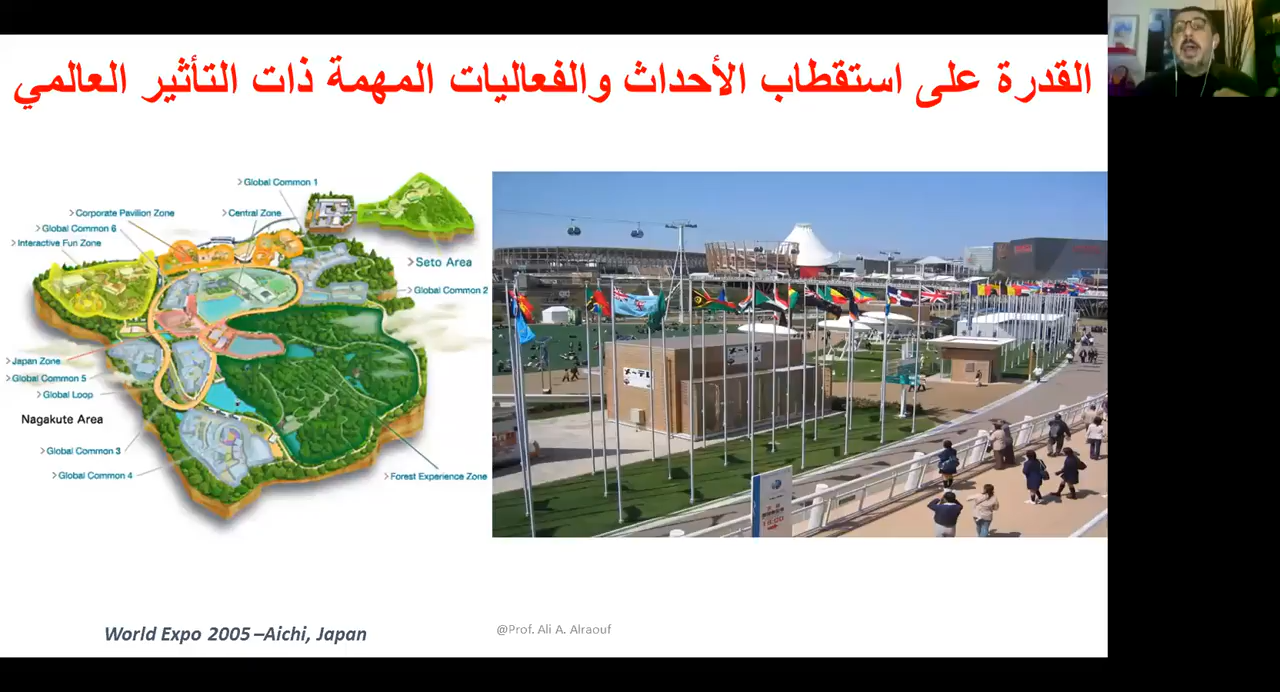 القدرة على استقطاب الأحداث والفعاليات المهمة ذات التأثير العالمي
> Global Common 1
> Corporate Pavilion Zone
> Central Zone
> Global Common 6
> Interactive Fun Zone
> Seto Area
> Global Common 2
> Japan Zone
> Global Common 5
> Global Loop
Nagakute Area
> Global Common 3
> Global Common 4
> Forest Experience Zone
World Expo 2005 –Aichi, Japan
@Prof. Ali A. Alraouf